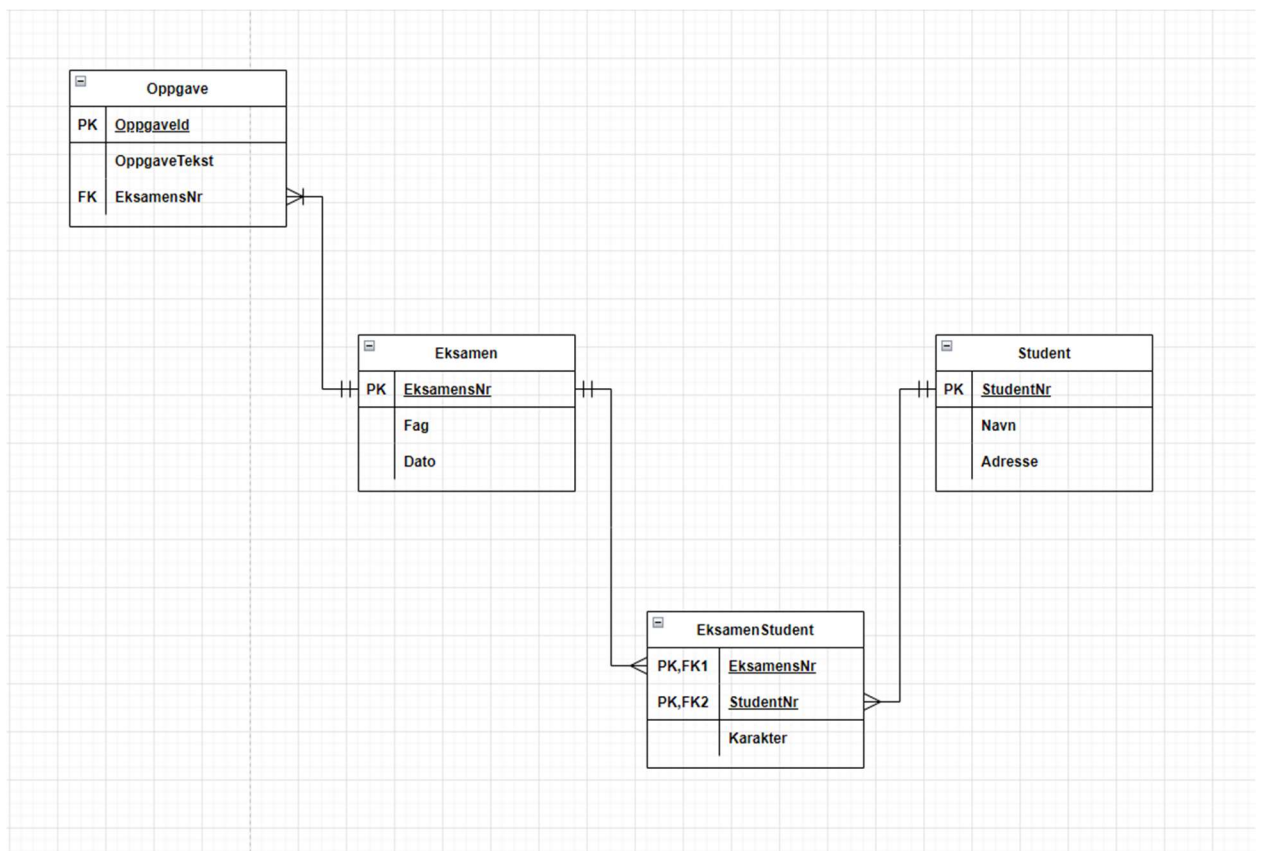 Oppgave
PK OppgaveId
OppgaveTekst
FK EksamensNr
Eksamen
PK EksamensNr
Fag
Dato
Student
PK StudentNr
Navn
Adresse
EksamenStudent
PK,FK1 EksamensNr
PK,FK2 StudentNr
Karakter